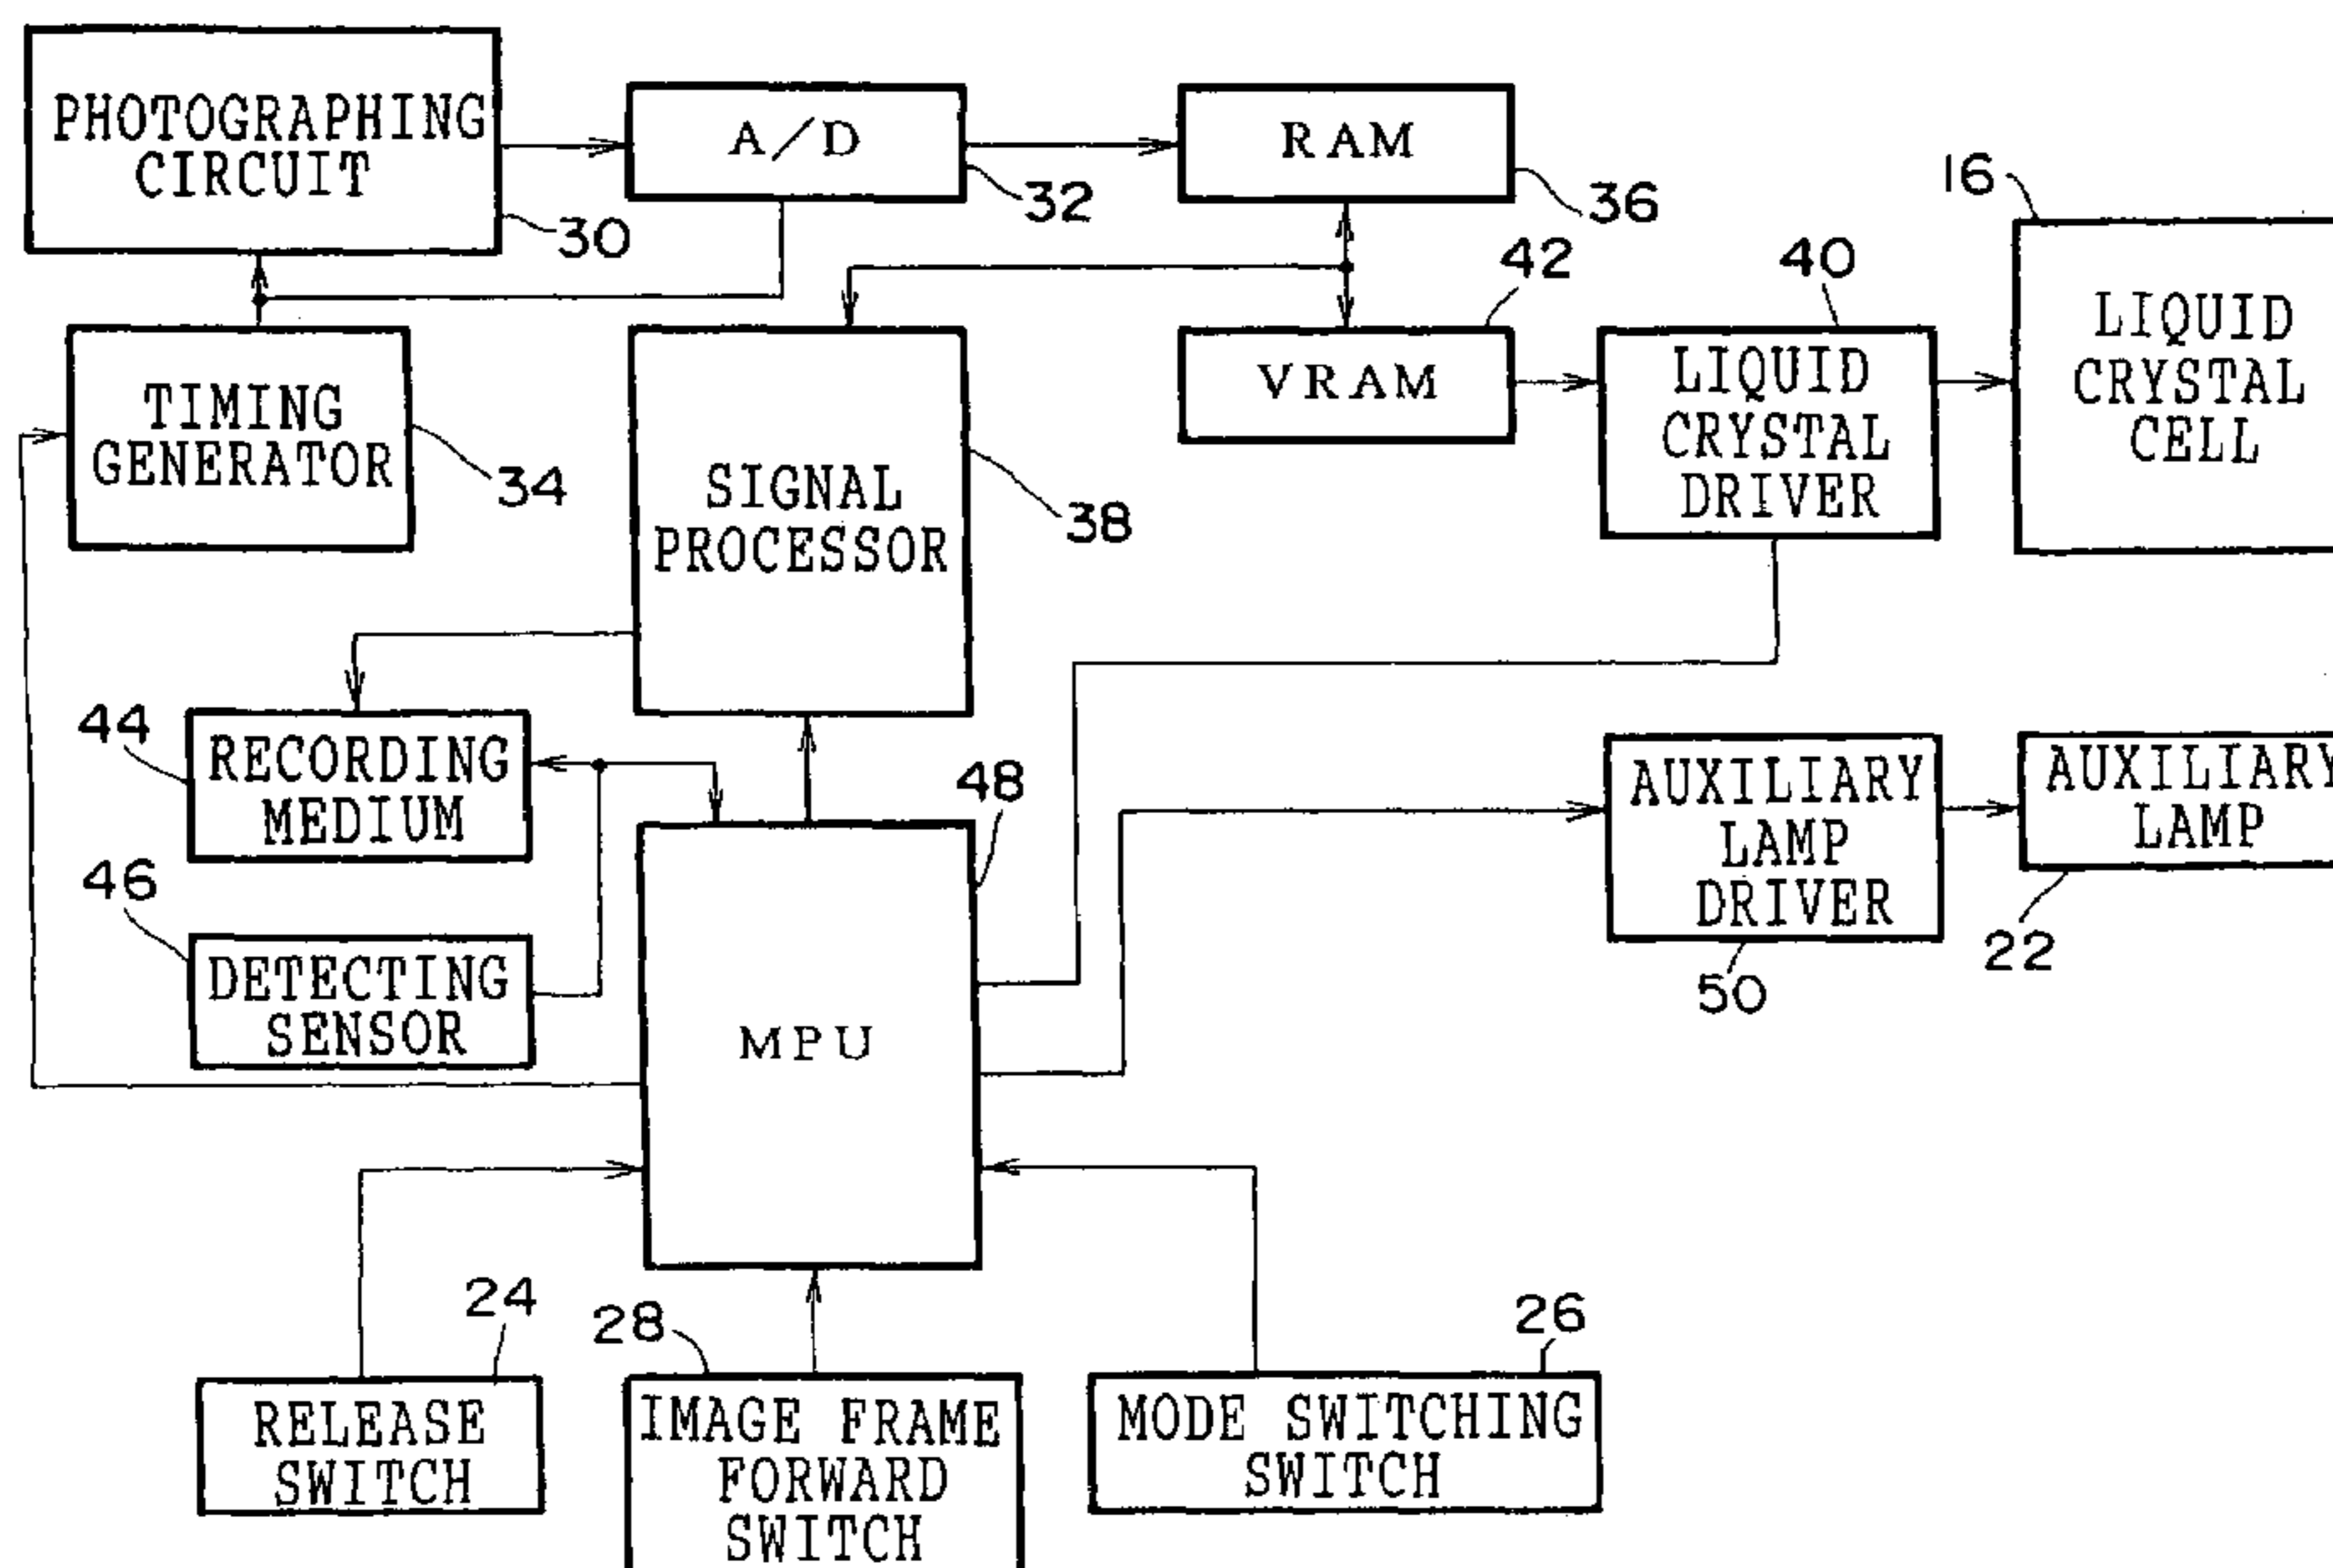 PHOTOGRAPHING
CIRCUIT
30
A/D
32
RAM
36
16
LIQUID
CRYSTAL
CELL
42
VRAM
40
LIQUID
CRYSTAL
DRIVER
TIMING
GENERATOR
34
SIGNAL
PROCESSOR
38
44
RECORDING
MEDIUM
46
DETECTING
SENSOR
48
MPU
AUXILIARY
LAMP
DRIVER
50
AUXILIARY
LAMP
22
24
RELEASE
SWITCH
28
IMAGE FRAME
FORWARD
SWITCH
26
MODE SWITCHING
SWITCH